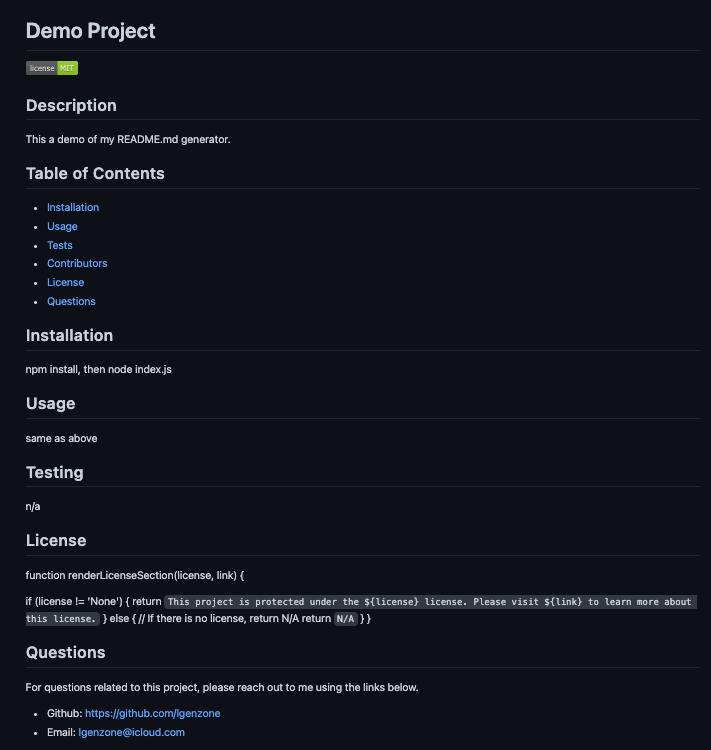 Demo Project
license MIT
Description
This a demo of my README.md generator.
Table of Contents
Installation
Usage
Tests
Contributors
License
Questions
Installation
npm install, then node index.js
Usage
same as above
Testing
n/a
License
function renderLicenseSection(license, link) {
if (license != 'None') { return This project is protected under the ${license} license. Please visit ${link} to learn more about
this license. } else { // If there is no license, return N/A return N/A } }
Questions
For questions related to this project, please reach out to me using the links below.
Github: https://github.com/lgenzone
Email: lgenzone@icloud.com